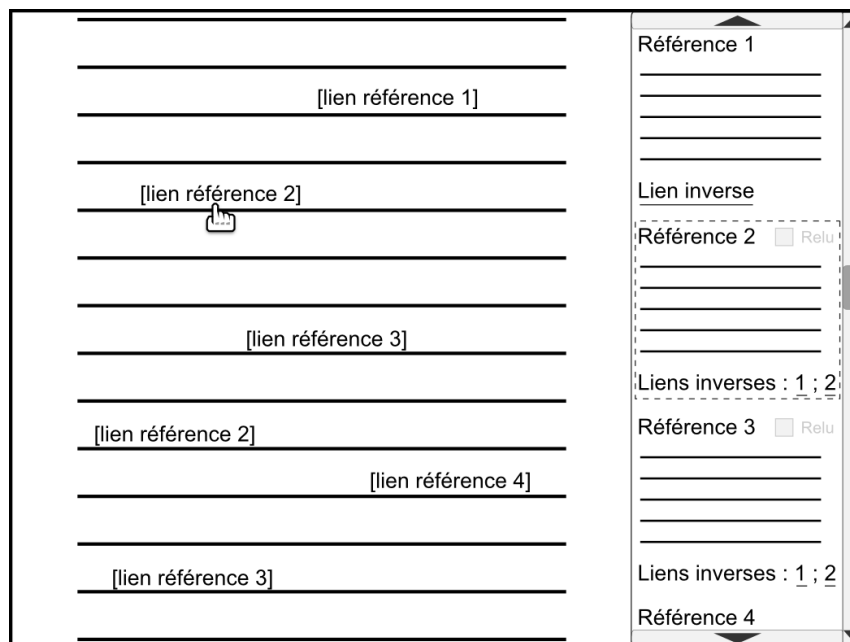 [lien référence 1]
[lien référence 2]
[lien référence 3]
[lien référence 2]
[lien référence 4]
[lien référence 3]
Référence 1
Lien inverse
Référence 2 Relu
Liens inverses : 1 ; 2
Référence 3 Relu
Liens inverses : 1 ; 2
Référence 4